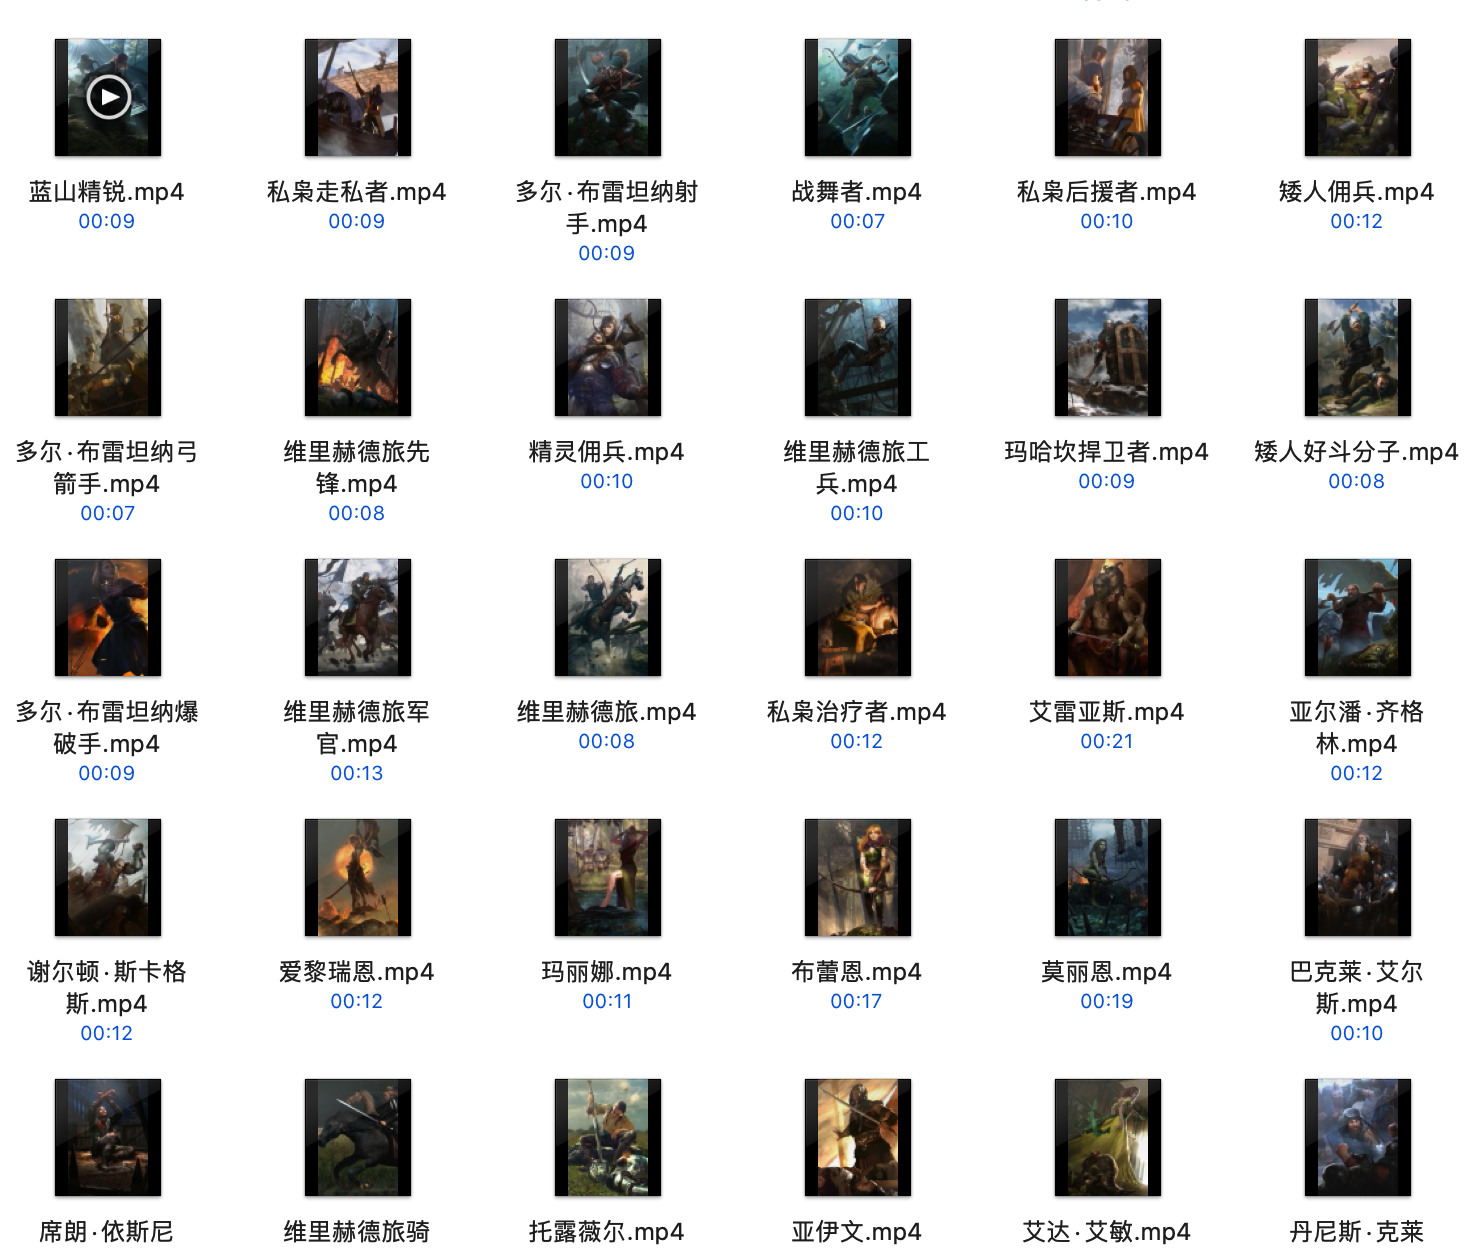 蓝山精锐.mp4
00:09
私枭走私者.mp4
00:09
多尔·布雷坦纳射
手.mp4
00:09
战舞者.mp4
00:07
私枭后援者.mp4
00:10
矮人佣兵.mp4
00:12
多尔·布雷坦纳弓
箭手.mp4
00:07
维里赫德旅先
锋.mp4
00:08
精灵佣兵.mp4
00:10
维里赫德旅工
兵.mp4
00:10
玛哈坎捍卫者.mp4
00:09
矮人好斗分子.mp4
00:08
多尔·布雷坦纳爆
破手.mp4
00:09
维里赫德旅军
官.mp4
00:13
维里赫德旅.mp4
00:08
私枭治疗者.mp4
00:12
艾雷亚斯.mp4
00:21
亚尔潘·齐格
林.mp4
00:12
谢尔顿·斯卡格
斯.mp4
00:12
爱黎瑞恩.mp4
00:12
玛丽娜.mp4
00:11
布蕾恩.mp4
00:17
莫丽恩.mp4
00:19
巴克莱·艾尔
斯.mp4
00:10
席朗·依斯尼
维里赫德旅骑
托露薇尔.mp4
亚伊文.mp4
艾达·艾敏.mp4
丹尼斯·克莱